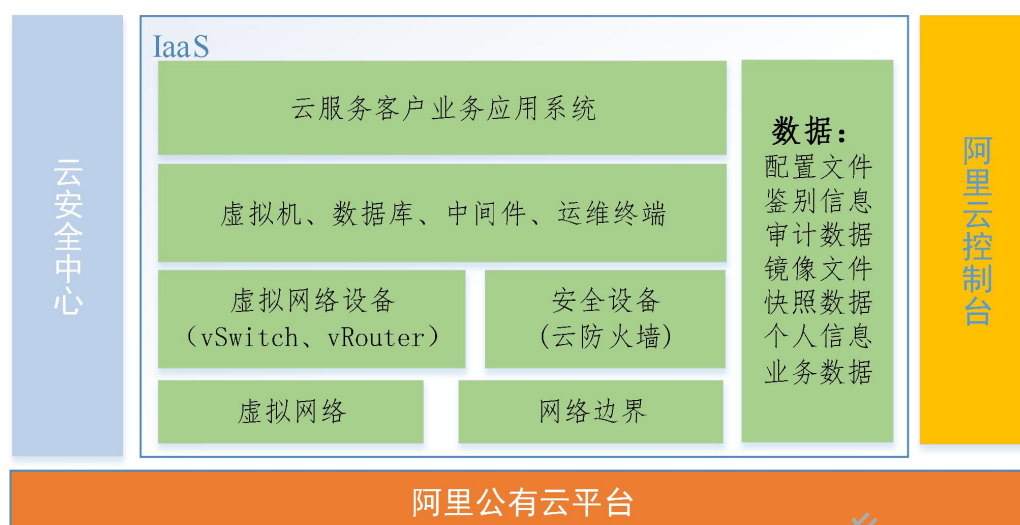 云安全中心
IaaS
云服务客户业务应用系统
虚拟机、数据库、中间件、运维终端
虚拟网络设备
（vSwitch、vRouter）
安全设备
(云防火墙)
虚拟网络
网络边界
数据：
配置文件
鉴别信息
审计数据
镜像文件
快照数据
个人信息
业务数据
阿里云控制台
阿里公有云平台